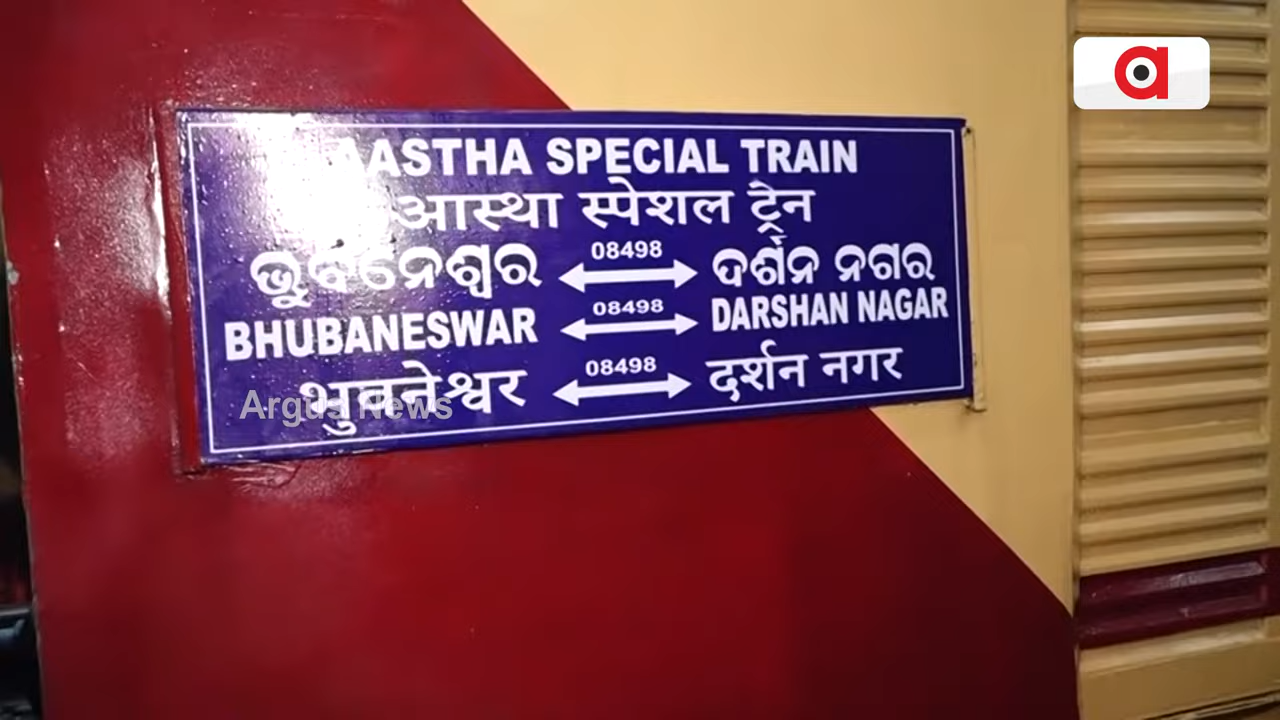 AASTHA SPECIAL TRAIN
आस्था स्पेशल ट्रेन
ଭୁବନେଶ୍ୱର 08498 ଦର୍ଶନ ନଗର
BHUBANESWAR 08498 DARSHAN NAGAR
भुवनेश्वर 08498 दर्शन नगर
Argus News